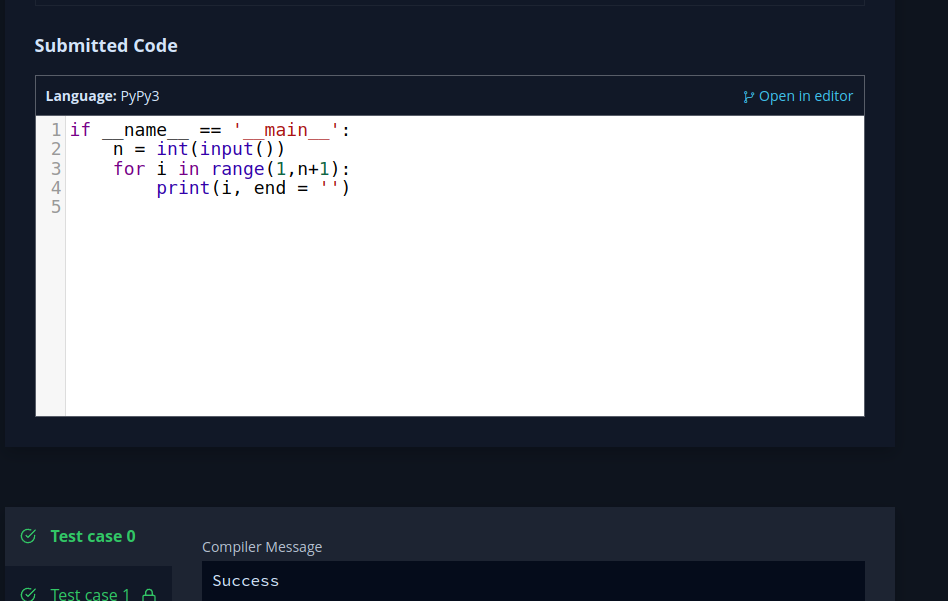 Submitted Code
Language: PyPy3
Open in editor
1 if __name__ == '__main__':
2     n = int(input())
3     for i in range(1,n+1):
4         print(i, end = '')
5
Test case 0
Compiler Message
Success
Test case 1